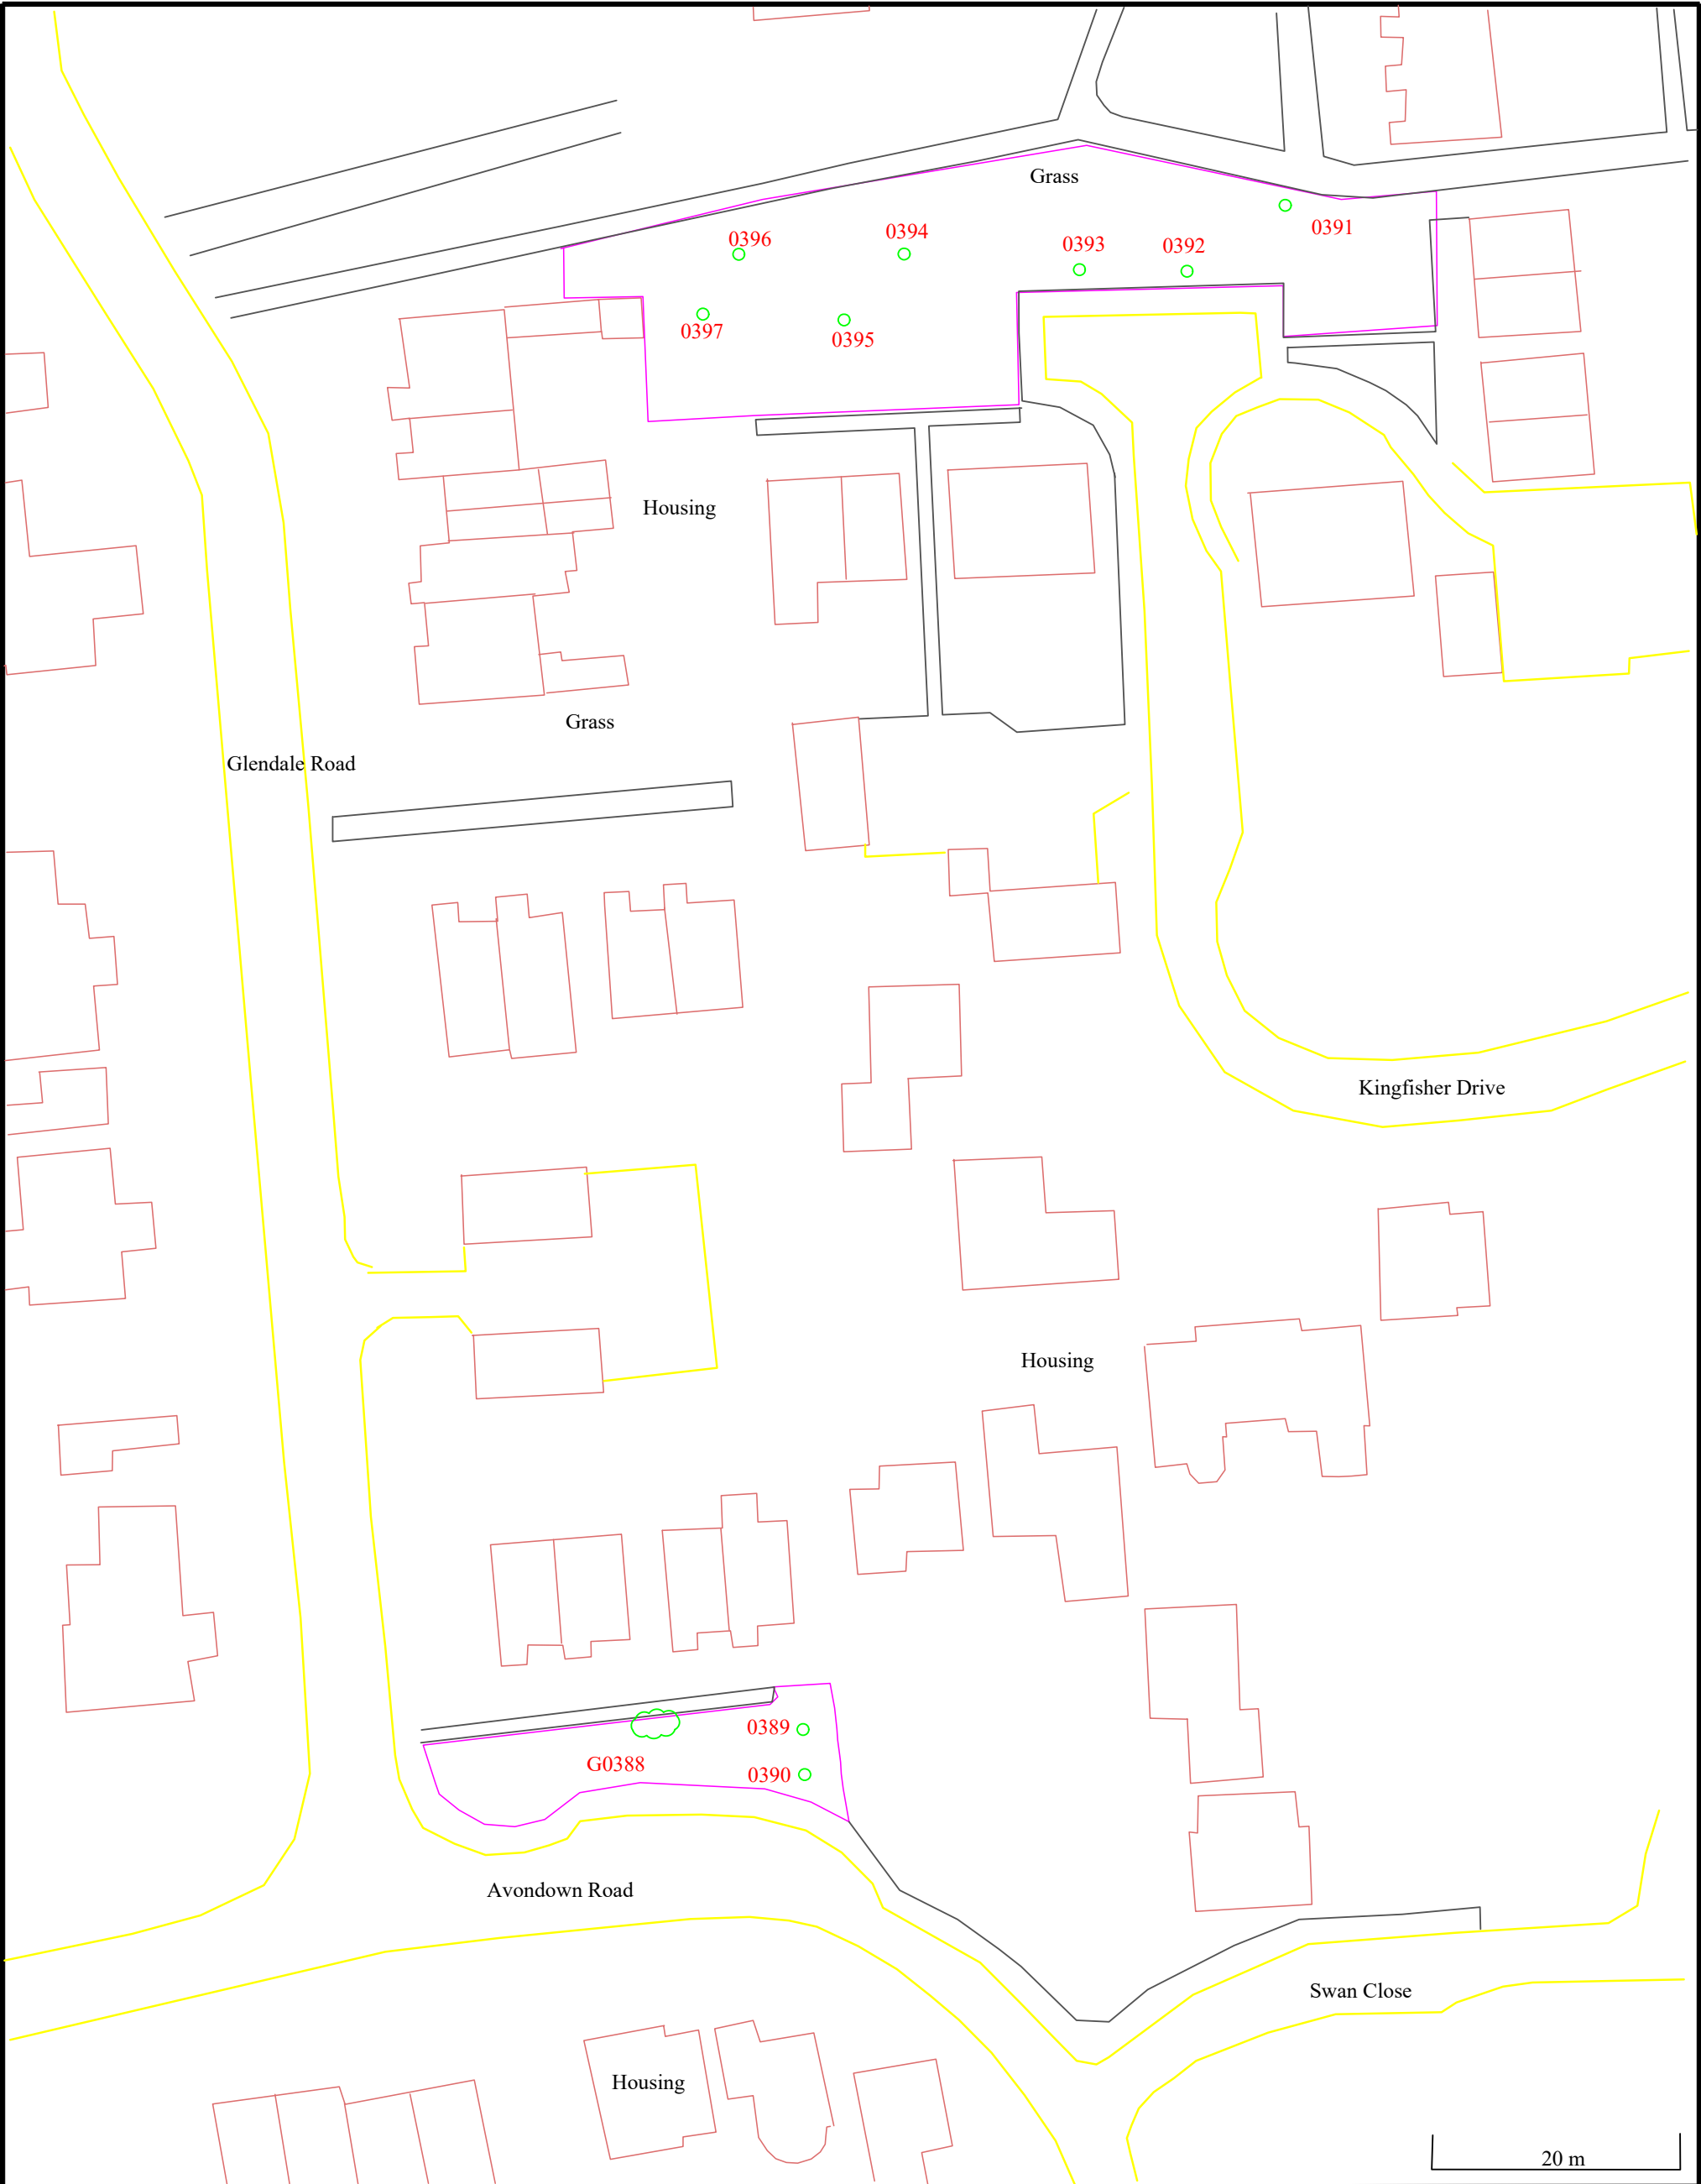 Grass
0391
0394
0396
0393
0392
0397
0395
Housing
Grass
Glendale Road
Kingfisher Drive
Housing
0389
G0388
0390
Avondown Road
Swan Close
Housing
20 m